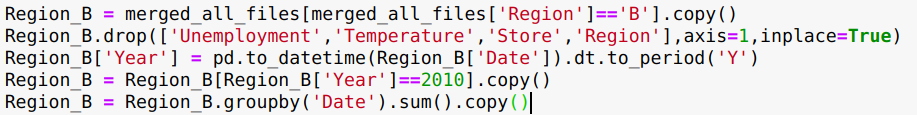 Region_B = merged_all_files[merged_all_files['Region']=='B'].copy()
Region_B.drop(['Unemployment','Temperature','Store','Region'],axis=1,inplace=True)
Region_B['Year'] = pd.to_datetime(Region_B['Date']).dt.to_period('Y')
Region_B = Region_B[Region_B['Year']==2010].copy()
Region_B = Region_B.groupby('Date').sum().copy()